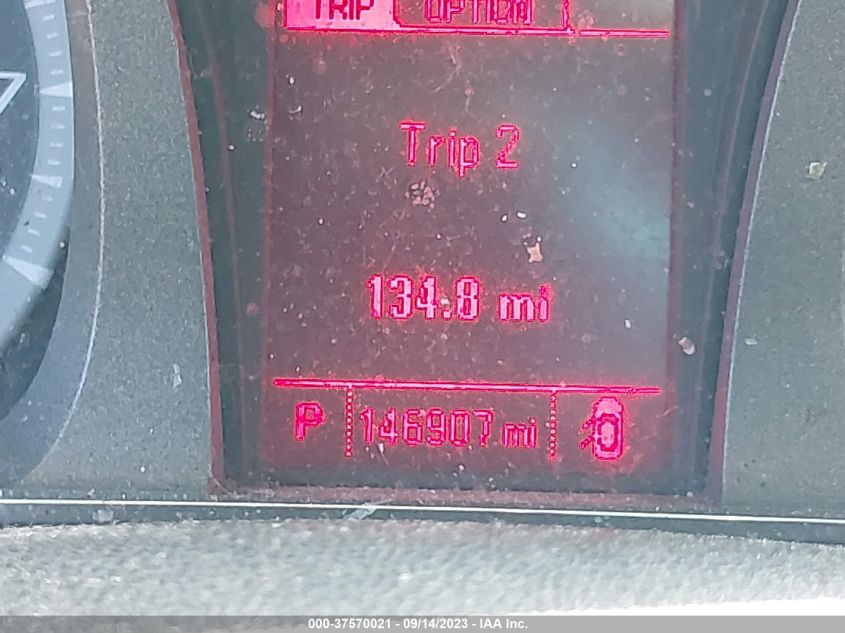 TRIP OPTION
Trip 2
134.8 mi
P 146907 mi
000-37570021 - 09/14/2023 - IAA Inc.